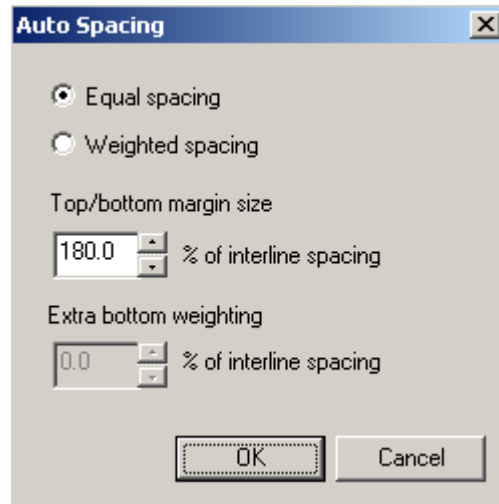 Auto Spacing
Equal spacing
Weighted spacing
Top/bottom margin size
180.0 % of interline spacing
Extra bottom weighting
0.0 % of interline spacing
OK Cancel